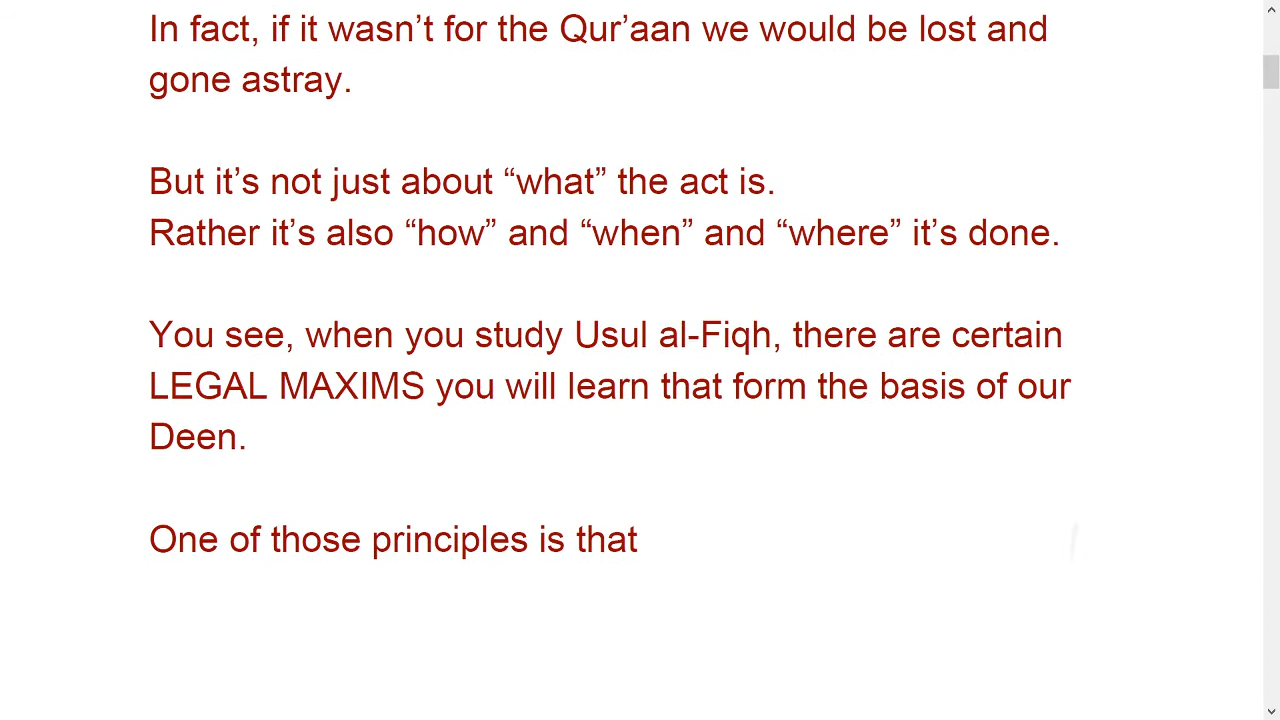 In fact, if it wasn’t for the Qur’aan we would be lost and
gone astray.
But it’s not just about “what” the act is.
Rather it’s also “how” and “when” and “where” it’s done.
You see, when you study Usul al-Fiqh, there are certain
LEGAL MAXIMS you will learn that form the basis of our
Deen.
One of those principles is that